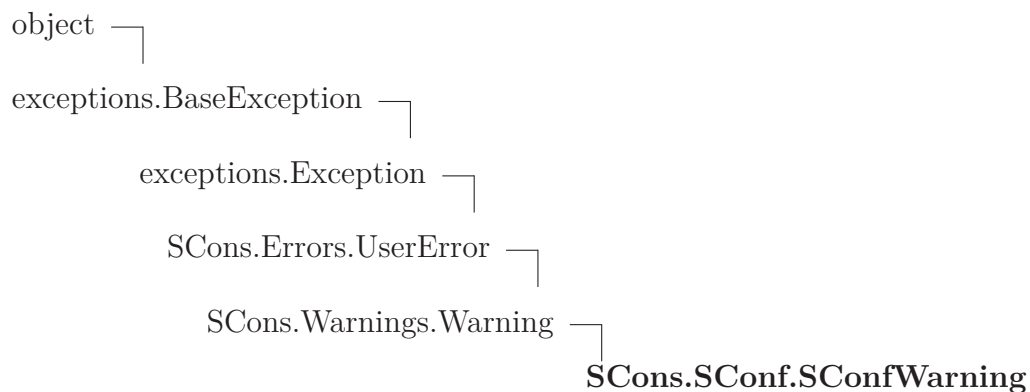 object
exceptions.BaseException
exceptions.Exception
SCons.Errors.UserError
SCons.Warnings.Warning
SCons.SConf.SConfWarning